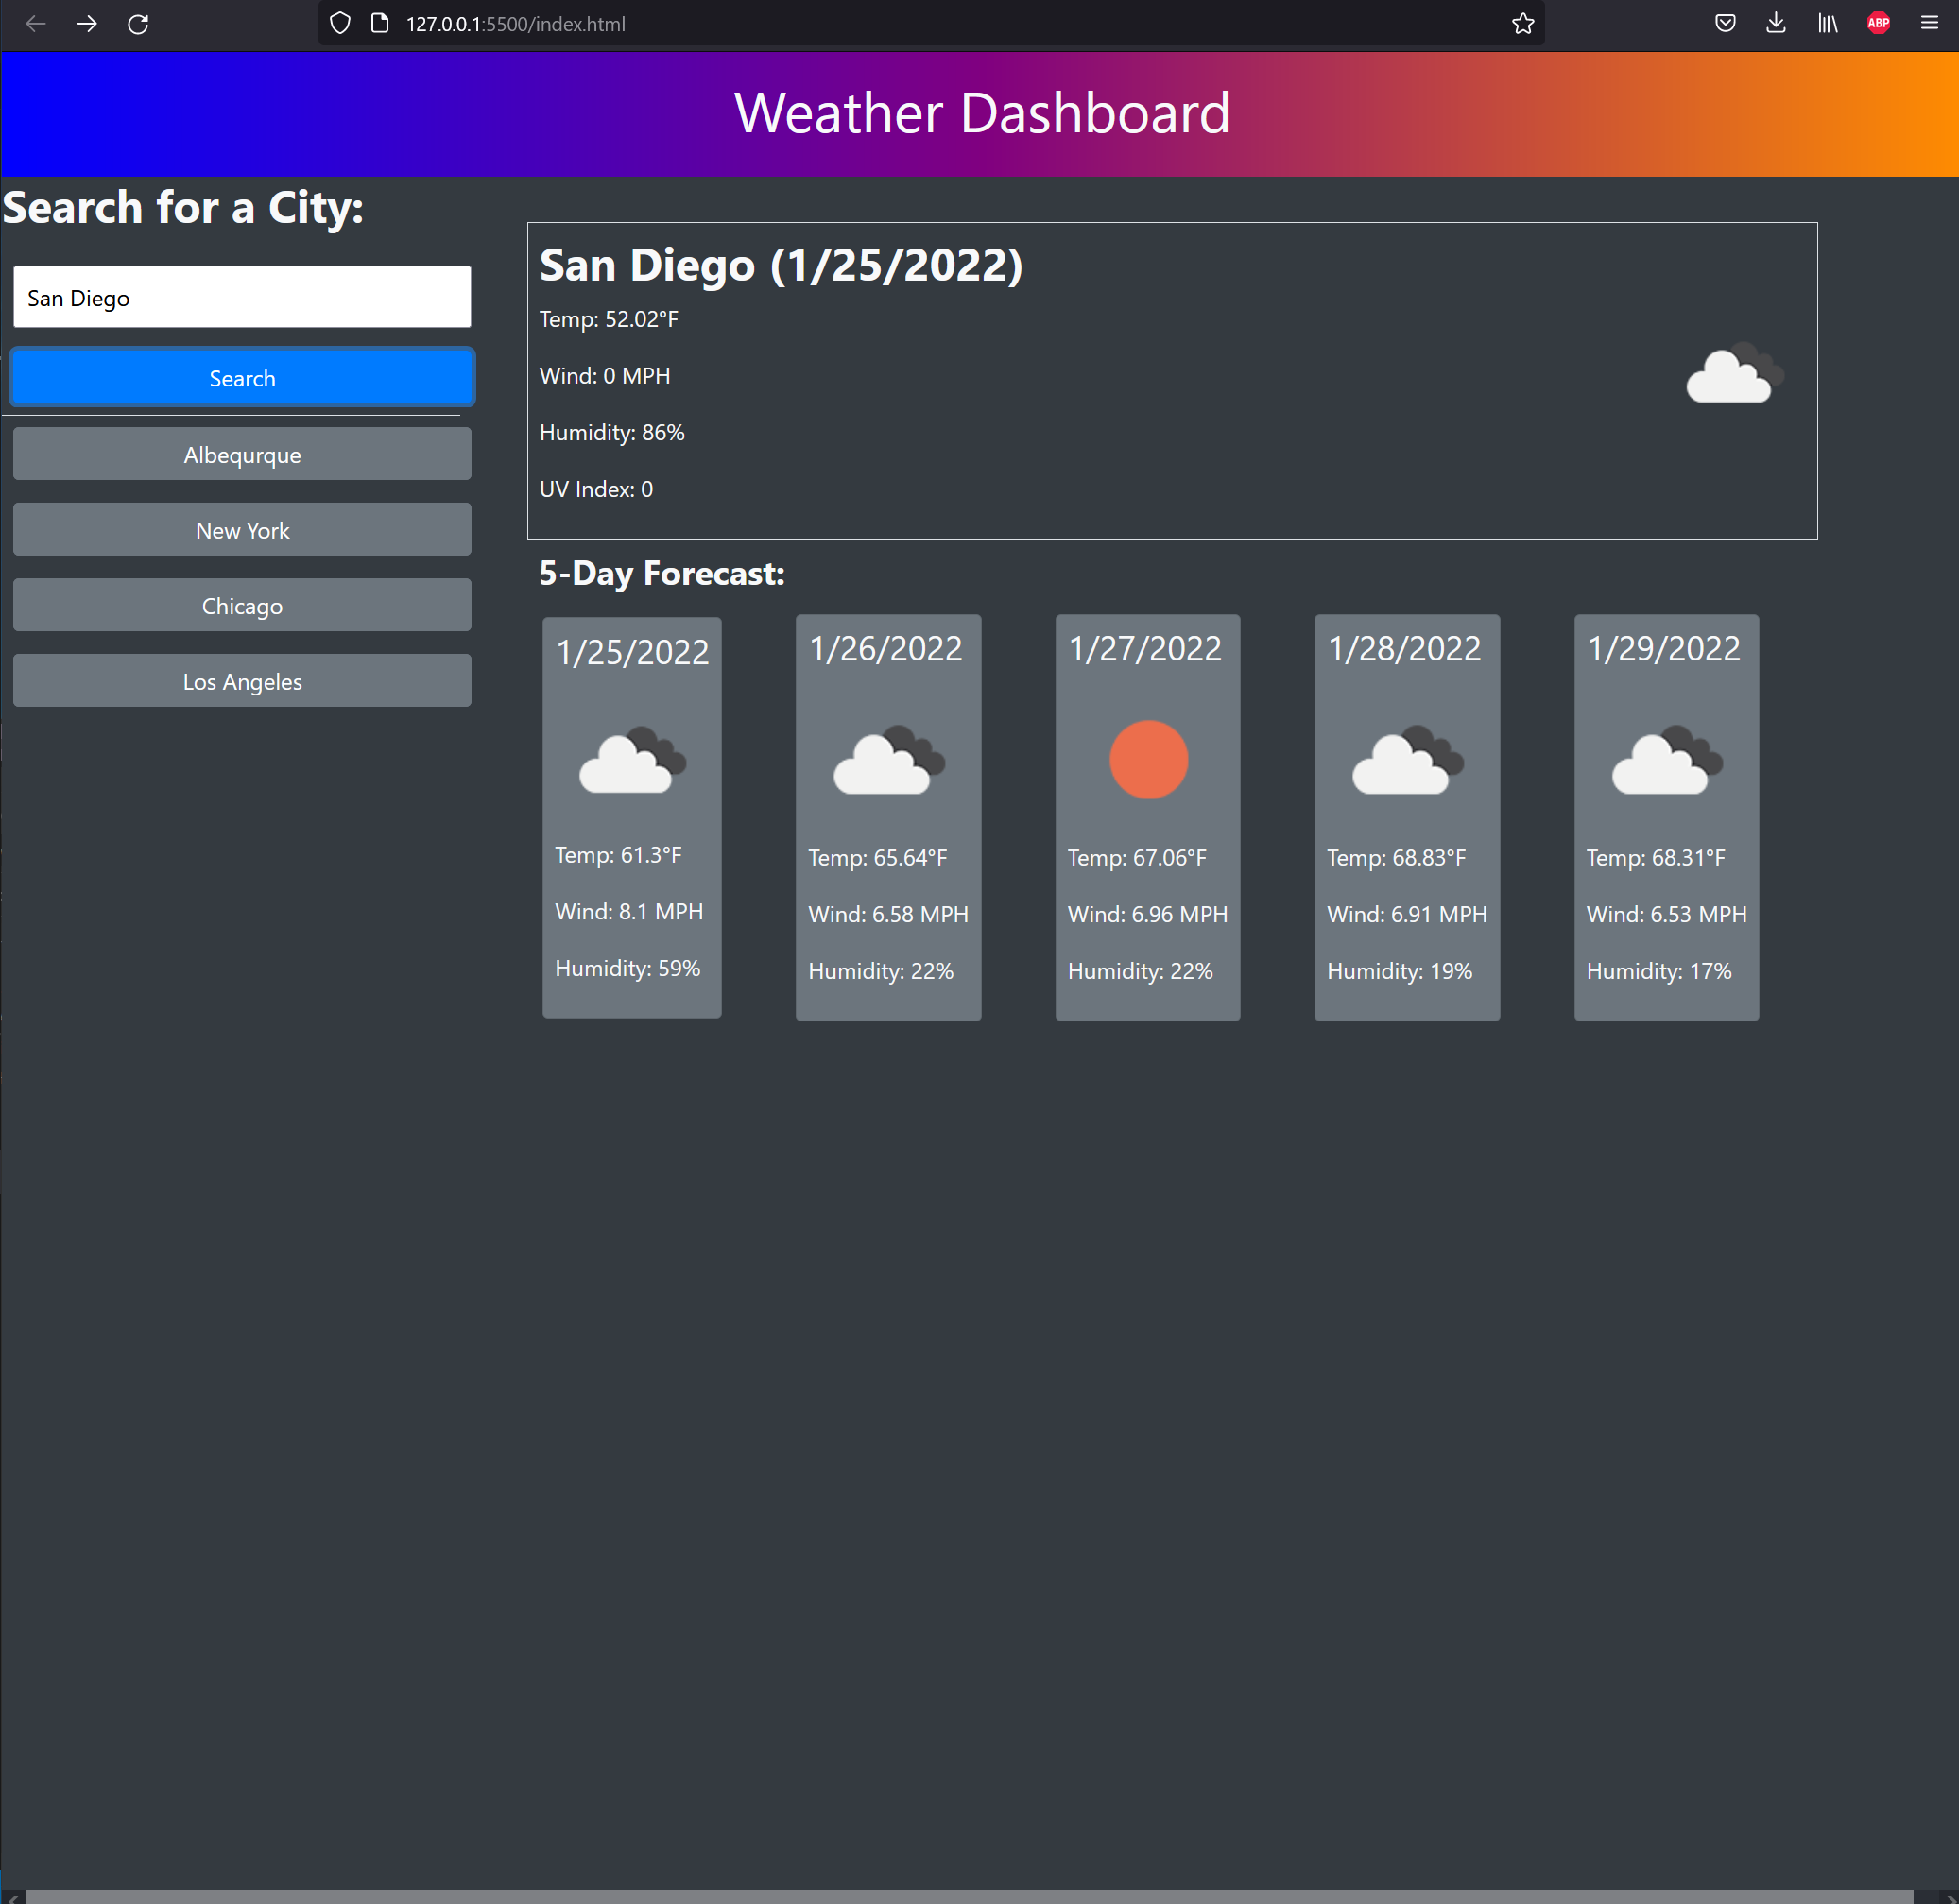 127.0.0.1:5500/index.html
ABP
Weather Dashboard
Search for a City:
San Diego
Search
Albequrque
New York
Chicago
Los Angeles
San Diego (1/25/2022)
Temp: 52.02°F
Wind: 0 MPH
Humidity: 86%
UV Index: 0
5-Day Forecast:
1/25/2022
Temp: 61.3°F
Wind: 8.1 MPH
Humidity: 59%
1/26/2022
Temp: 65.64°F
Wind: 6.58 MPH
Humidity: 22%
1/27/2022
Temp: 67.06°F
Wind: 6.96 MPH
Humidity: 22%
1/28/2022
Temp: 68.83°F
Wind: 6.91 MPH
Humidity: 19%
1/29/2022
Temp: 68.31°F
Wind: 6.53 MPH
Humidity: 17%